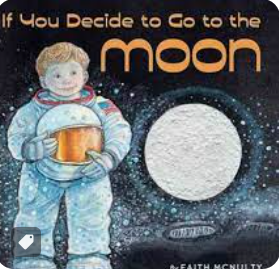 If You Decide to Go to the
moon
By FAITH MCNULTY